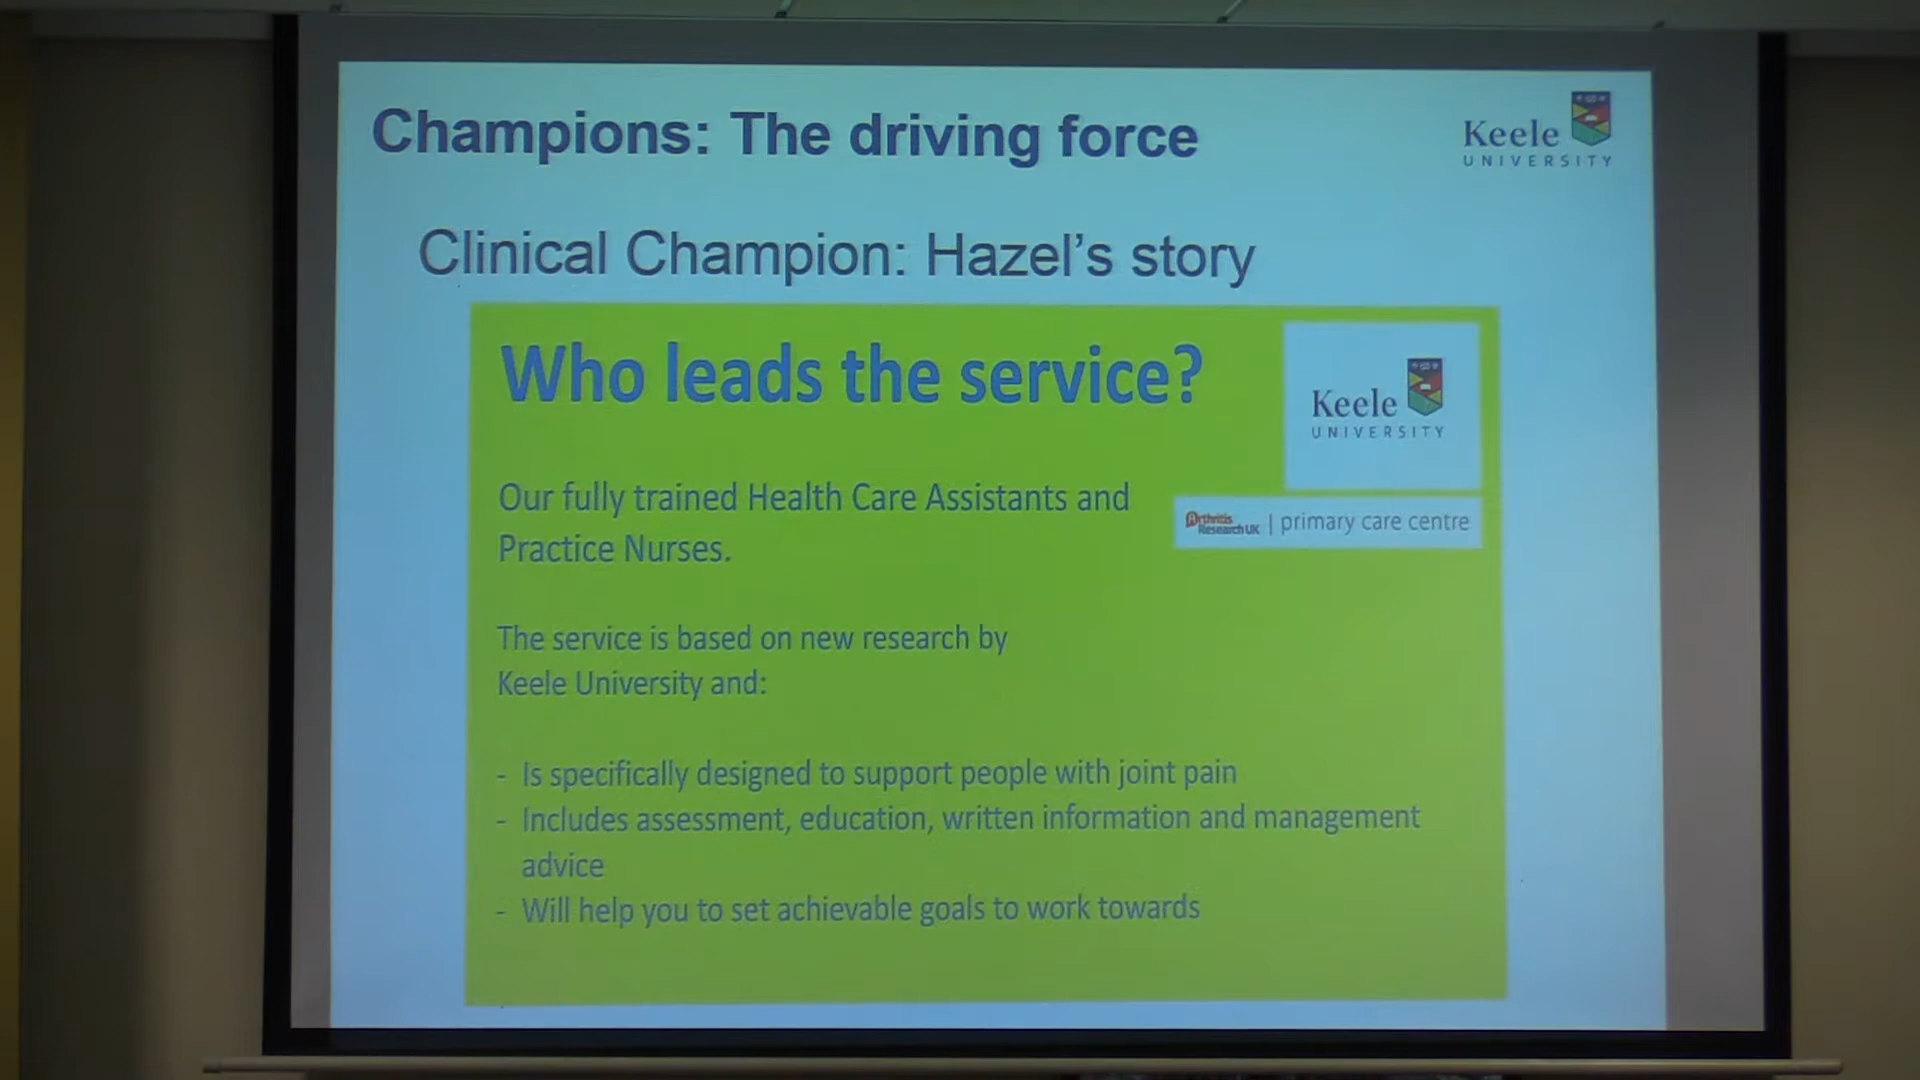 Champions: The driving force
Keele
UNIVERSITY
Clinical Champion: Hazel's story
Who leads the service?
Keele
UNIVERSITY
Our fully trained Health Care Assistants and
Practice Nurses.
Arthritis
Research UK | primary care centre
The service is based on new research by
Keele University and:
- Is specifically designed to support people with joint pain
- Includes assessment, education, written information and management
advice
- Will help you to set achievable goals to work towards